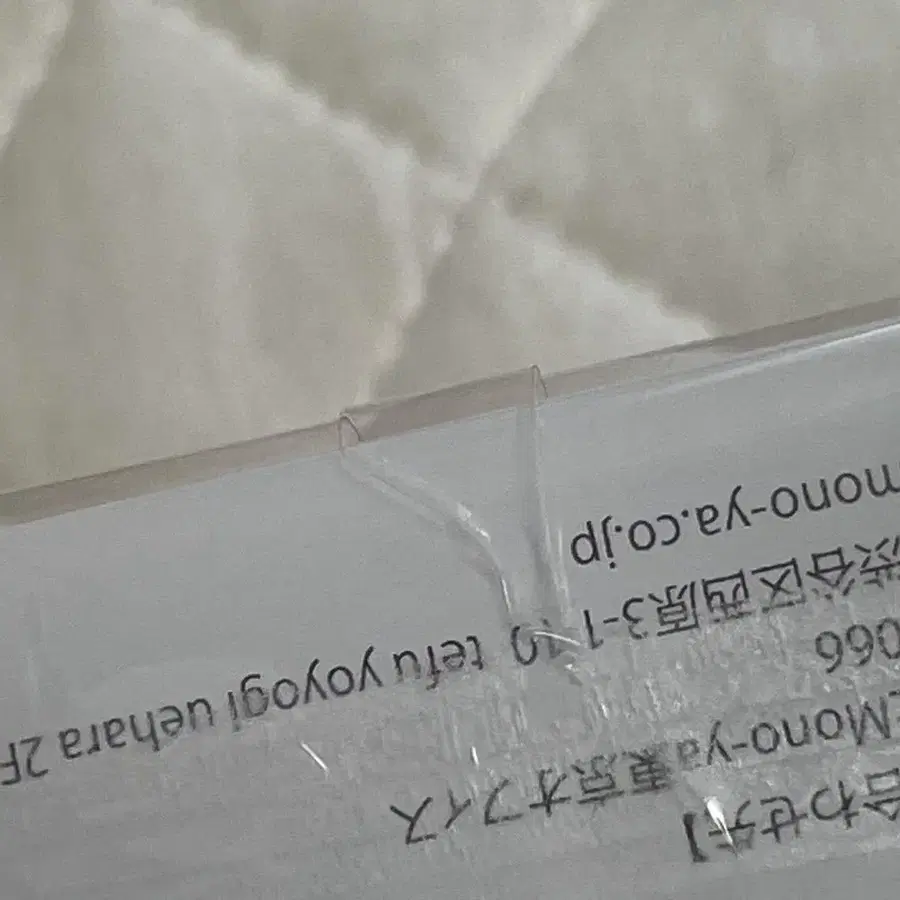 合わせ先】
Mono-ya東京オフィス
066
渋谷区西原3-1-10 tefu yoyogi uehara 2F
mono-ya.co.jp